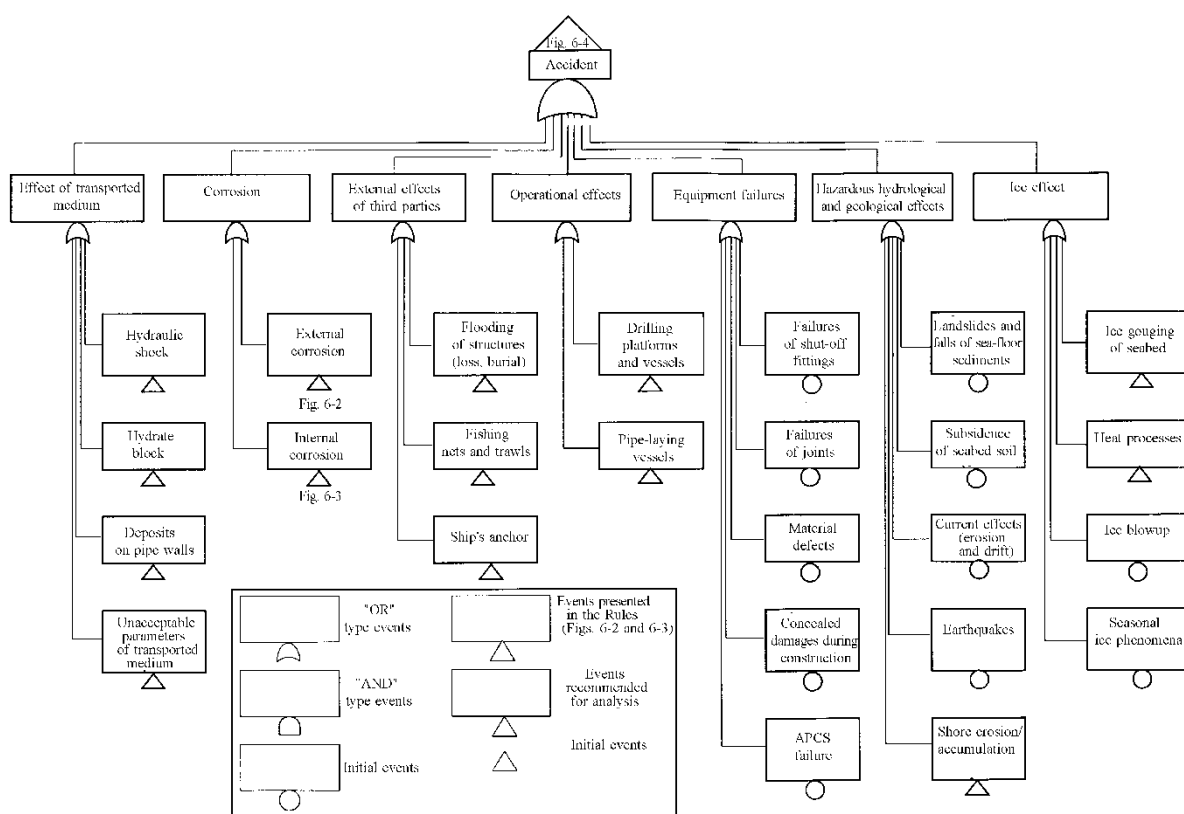 Fig. 6-4
Accident
Effect of transported
medium
Corrosion
External effects
of third parties
Operational effects
Equipment failures
Hazardous hydrological
and geological effects
Ice effect
Hydraulic
shock
Hydrate
block
Deposits
on pipe walls
Unacceptable
parameters
of transported
medium
External
corrosion
Fig. 6-2
Internal
corrosion
Fig. 6-3
Flooding
of structures
(loss, burial)
Fishing
nets and trawls
Ship's anchor
Drilling
platforms
and vessels
Pipe-laying
vessels
Failures
of shut-off
fittings
Failures
of joints
Material
defects
Concealed
damages during
construction
APCS
failure
Landslides and
falls of sea-floor
sediments
Subsidence
of seabed soil
Current effects
(erosion
and drift)
Earthquakes
Shore erosion/
accumulation
Ice gouging
of seabed
Heat processes
Ice blowup
Seasonal
ice phenomena
"OR"
type events
"AND"
type events
Initial events
Events presented
in the Rules
(Figs. 6-2 and 6-3)
Events
recommended
for analysis
Initial events